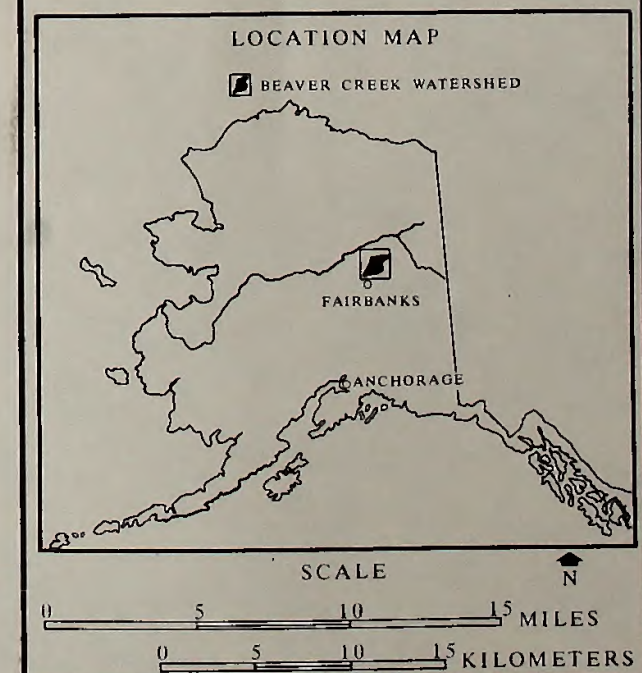 LOCATION MAP
BEAVER CREEK WATERSHED
FAIRBANKS
ANCHORAGE
SCALE
N
0 5 10 15 MILES
0 5 10 15 KILOMETERS